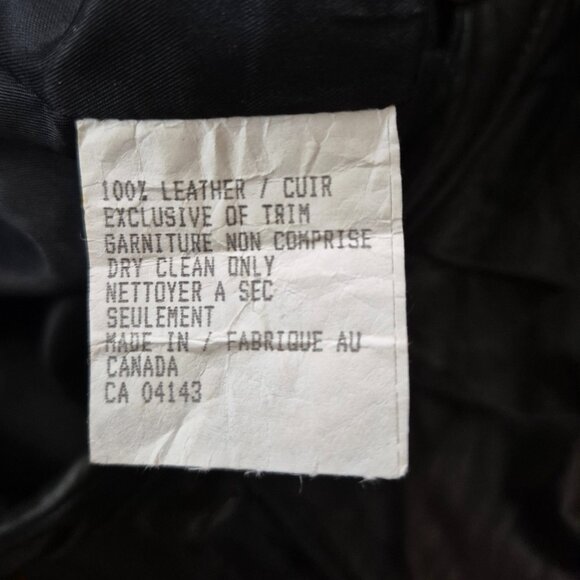 100% LEATHER / CUIR
EXCLUSIVE OF TRIM
GARNITURE NON COMPRISE
DRY CLEAN ONLY
NETTOYER A SEC
SEULEMENT
MADE IN / FABRIQUE AU
CANADA
CA 04143